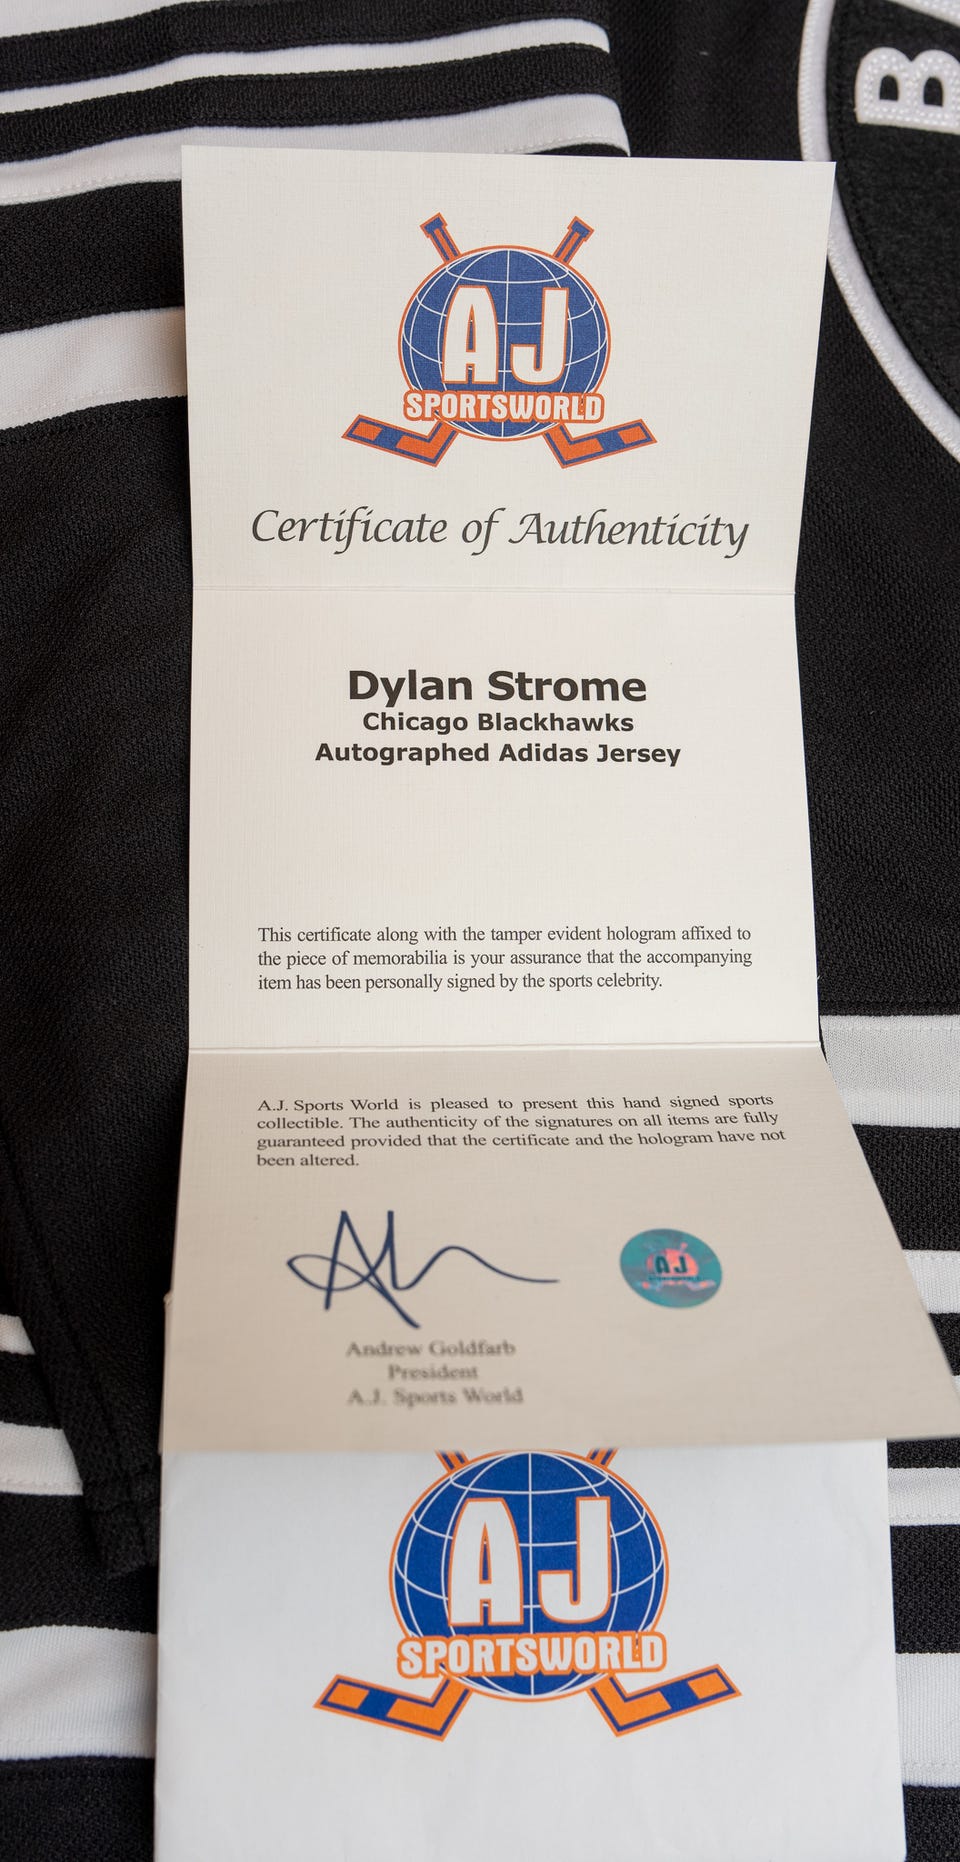 B
AJ
SPORTSWORLD
Certificate of Authenticity
Dylan Strome
Chicago Blackhawks
Autographed Adidas Jersey
This certificate along with the tamper evident hologram affixed to
the piece of memorabilia is your assurance that the accompanying
item has been personally signed by the sports celebrity.
A.J. Sports World is pleased to present this hand signed sports
collectible. The authenticity of the signatures on all items are fully
guaranteed provided that the certificate and the hologram have not
been altered.
AJ
SPORTSWORLD
Andrew Goldfarb
President
A.J. Sports World
AJ
SPORTSWORLD